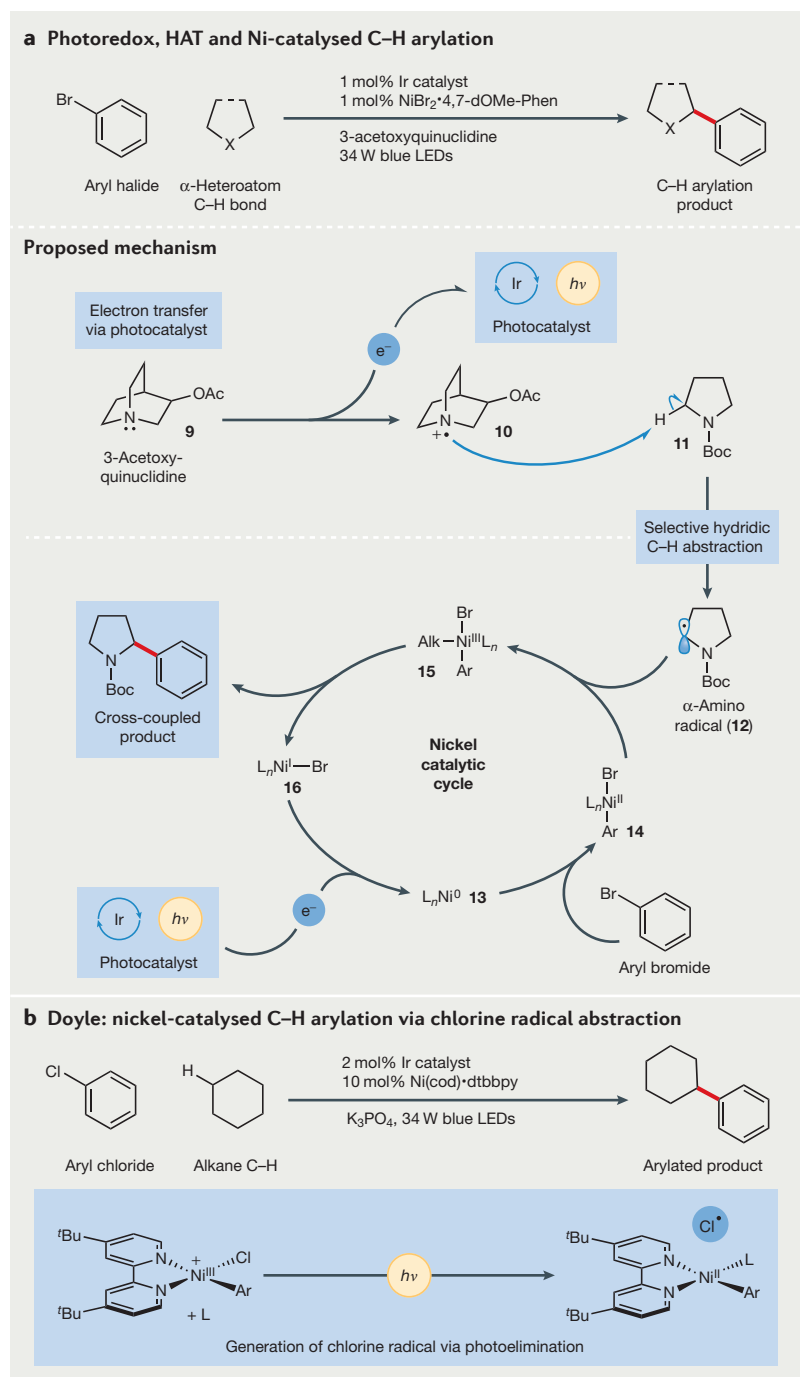 a Photoredox, HAT and Ni-catalysed C–H arylation
Br
X
1 mol% Ir catalyst
1 mol% NiBr₂•4,7-dOMe-Phen
3-acetoxyquinuclidine
34 W blue LEDs
X
Aryl halide
α-Heteroatom
C–H bond
C–H arylation
product
Proposed mechanism
Electron transfer
via photocatalyst
Ir
hν
Photocatalyst
e⁻
N
OAc
9
3-Acetoxy-
quinuclidine
N
+•
OAc
10
H
N
Boc
11
Selective hydridic
C–H abstraction
N
Boc
Cross-coupled
product
Br
Alk–NiᴵᴵᴵLₙ
Ar
15
N
Boc
α-Amino
radical (12)
LₙNiᴵ–Br
16
Nickel
catalytic
cycle
Br
LₙNiᴵᴵ
Ar 14
LₙNi⁰ 13
Br
Aryl bromide
Ir
hν
Photocatalyst
e⁻
b Doyle: nickel-catalysed C–H arylation via chlorine radical abstraction
Cl
H
2 mol% Ir catalyst
10 mol% Ni(cod)•dtbbpy
K₃PO₄, 34 W blue LEDs
Aryl chloride
Alkane C–H
Arylated product
ᵗBu
N
N
+
Niᴵᴵᴵ
Cl
Ar
ᵗBu
+ L
hν
Cl•
ᵗBu
N
N
Niᴵᴵ
L
Ar
ᵗBu
Generation of chlorine radical via photoelimination